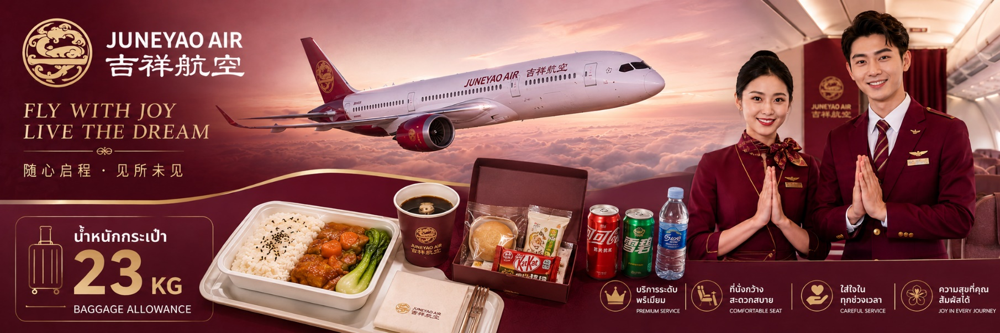 JUNEYAO AIR
吉祥航空
FLY WITH JOY
LIVE THE DREAM
随心启程 · 见所未见
น้ำหนักกระเป๋า
23 KG
BAGGAGE ALLOWANCE
JUNEYAO AIR 吉祥航空
JUNEYAO AIR
吉祥航空
JUNEYAO AIR
吉祥航空
JUNEYAO AIR
吉祥航空
KatKat
雪碧
บริการระดับ
พรีเมียม
PREMIUM SERVICE
ที่นั่งกว้าง
สะดวกสบาย
COMFORTABLE SEAT
ใส่ใจใน
ทุกช่วงเวลา
CAREFUL SERVICE
ความสุขที่คุณ
สัมผัสได้
JOY IN EVERY JOURNEY